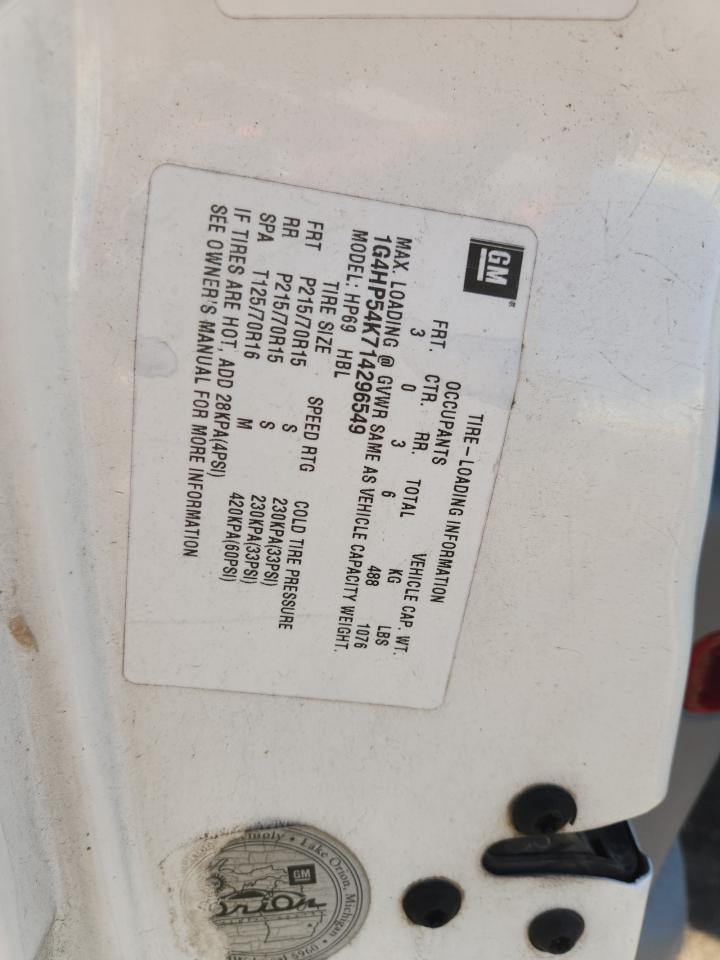 GM
TIRE-LOADING INFORMATION
OCCUPANTS VEHICLE CAP. WT.
FRT. CTR. RR. TOTAL KG LBS
3 0 3 6 488 1076
MAX. LOADING @ GVWR SAME AS VEHICLE CAPACITY WEIGHT.
1G4HP54K714296549
MODEL: HP69 HBL
TIRE SIZE SPEED RTG COLD TIRE PRESSURE
FRT P215/70R15 S 230KPA(33PSI)
RR P215/70R15 S 230KPA(33PSI)
SPA T125/70R16 M 420KPA(60PSI)
IF TIRES ARE HOT, ADD 28KPA(4PSI)
SEE OWNER'S MANUAL FOR MORE INFORMATION
• Lake Orion, Michigan
GM
Orion
5960